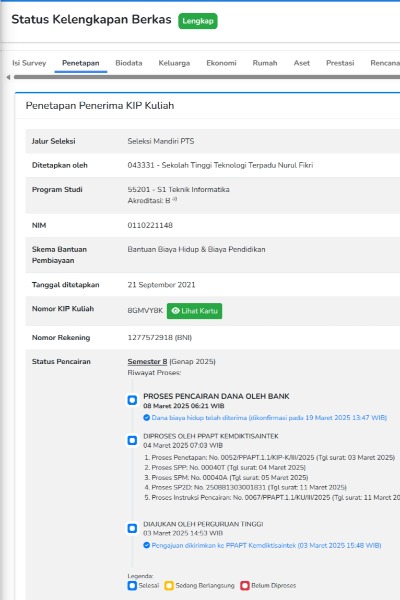 Status Kelengkapan Berkas Lengkap
Isi Survey Penetapan Biodata Keluarga Ekonomi Rumah Aset Prestasi Rencana
Penetapan Penerima KIP Kuliah
Jalur Seleksi Seleksi Mandiri PTS
Ditetapkan oleh 043331 - Sekolah Tinggi Teknologi Terpadu Nurul Fikri
Program Studi 55201 - S1 Teknik Informatika
Akreditasi: B
NIM 0110221148
Skema Bantuan Pembiayaan Bantuan Biaya Hidup & Biaya Pendidikan
Tanggal ditetapkan 21 September 2021
Nomor KIP Kuliah 8GMVY8K Lihat Kartu
Nomor Rekening 1277572918 (BNI)
Status Pencairan Semester 8 (Genap 2025)
Riwayat Proses:
PROSES PENCAIRAN DANA OLEH BANK
08 Maret 2025 06:21 WIB
Dana biaya hidup telah diterima (dikonfirmasi pada 19 Maret 2025 13:47 WIB)
DIPROSES OLEH PPAPT KEMDIKTISAINTEK
04 Maret 2025 07:03 WIB
1. Proses Penetapan: No. 0052/PPAPT.1.1/KIP-K/III/2025 (Tgl surat: 03 Maret 2025)
2. Proses SPP: No. 00040T (Tgl surat: 04 Maret 2025)
3. Proses SPM: No. 00040A (Tgl surat: 05 Maret 2025)
4. Proses SP2D: No. 250881303001831 (Tgl surat: 11 Maret 2025)
5. Proses Instruksi Pencairan: No. 0067/PPAPT.1.1/KU/III/2025 (Tgl surat: 11 Maret 20
DIAJUKAN OLEH PERGURUAN TINGGI
03 Maret 2025 14:53 WIB
Pengajuan dikirimkan ke PPAPT Kemdiktisaintek (03 Maret 2025 15:48 WIB)
Legenda:
Selesai Sedang Berlangsung Belum Diproses